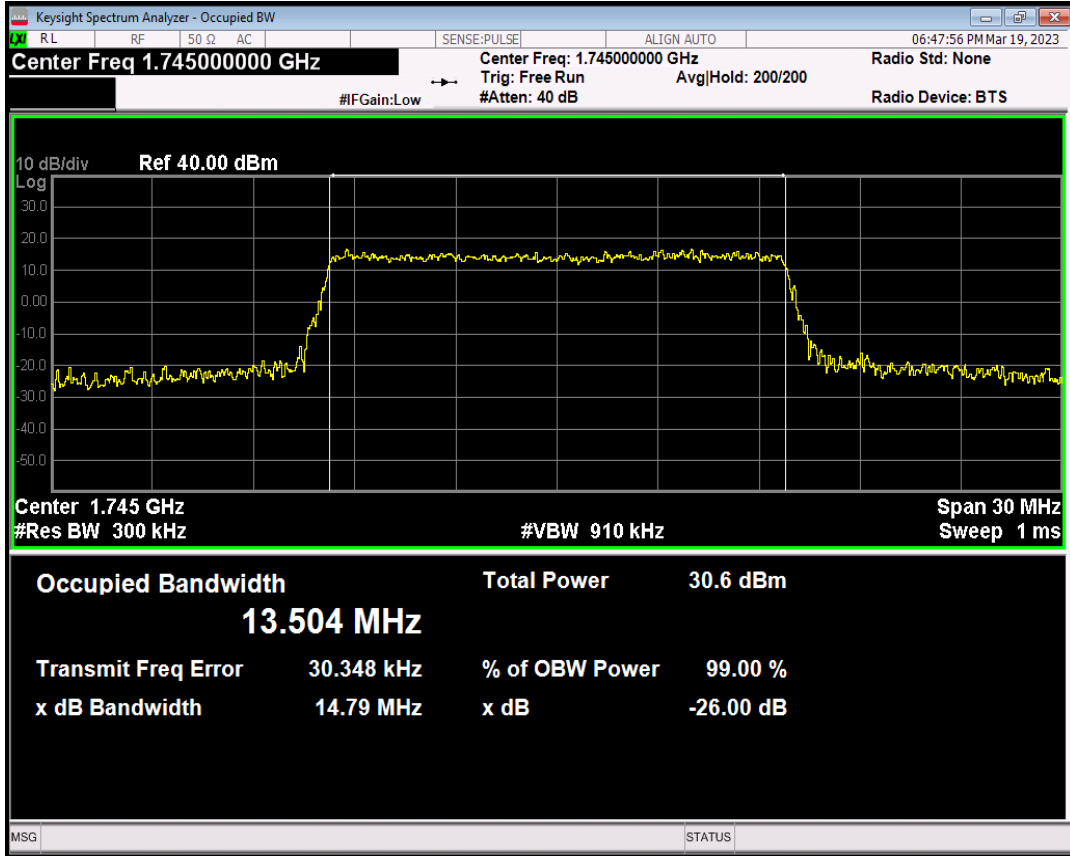 Keysight Spectrum Analyzer - Occupied BW
LXI RL RF 50 Ω AC SENSE:PULSE ALIGN AUTO 06:47:56 PM Mar 19, 2023
Center Freq 1.745000000 GHz
Center Freq: 1.745000000 GHz
Radio Std: None
Trig: Free Run Avg|Hold: 200/200
#IFGain:Low #Atten: 40 dB Radio Device: BTS
10 dB/div Ref 40.00 dBm
Log
30.0
20.0
10.0
0.00
-10.0
-20.0
-30.0
-40.0
-50.0
Center 1.745 GHz Span 30 MHz
#Res BW 300 kHz #VBW 910 kHz Sweep 1 ms
Occupied Bandwidth Total Power 30.6 dBm
13.504 MHz
Transmit Freq Error 30.348 kHz % of OBW Power 99.00 %
x dB Bandwidth 14.79 MHz x dB -26.00 dB
MSG STATUS